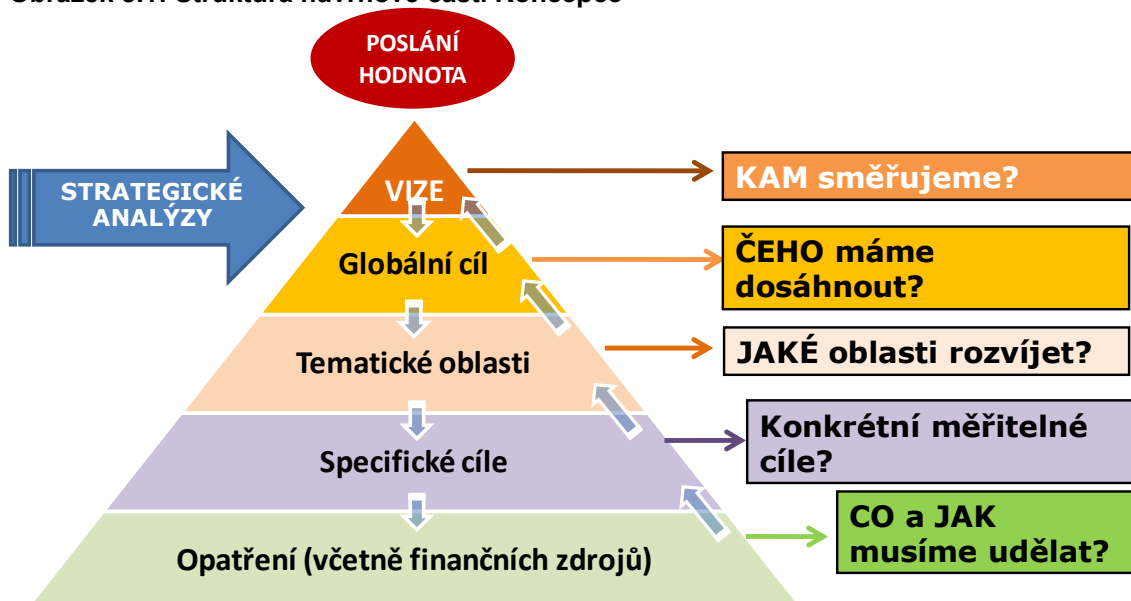 POSLÁNÍ
HODNOTA
STRATEGICKÉ
ANALÝZY
VIZE
KAM směřujeme?
Globální cíl
ČEHO máme
dosáhnout?
Tematické oblasti
JAKÉ oblasti rozvíjet?
Specifické cíle
Konkrétní měřitelné
cíle?
Opatření (včetně finančních zdrojů)
CO a JAK
musíme udělat?